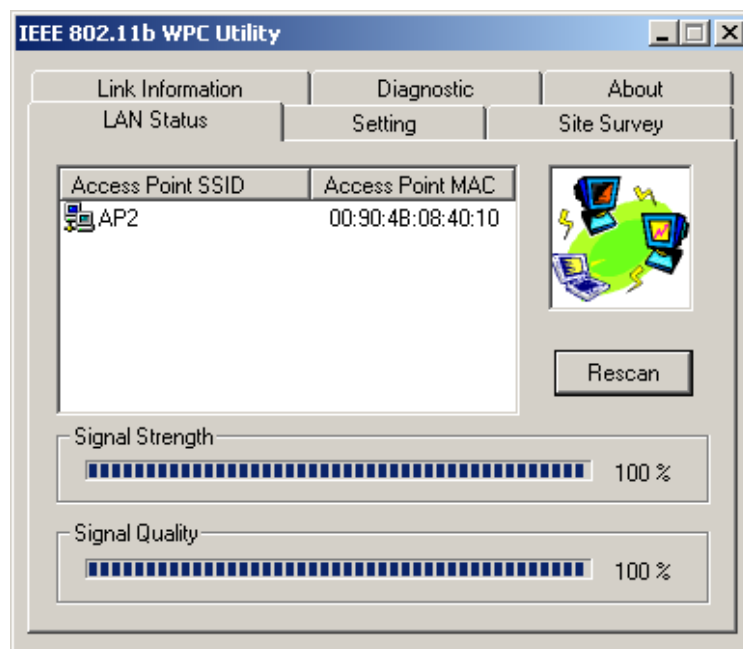 IEEE 802.11b WPC Utility
Link Information Diagnostic About
LAN Status Setting Site Survey
Access Point SSID Access Point MAC
AP2 00:90:4B:08:40:10
Rescan
Signal Strength
100 %
Signal Quality
100 %